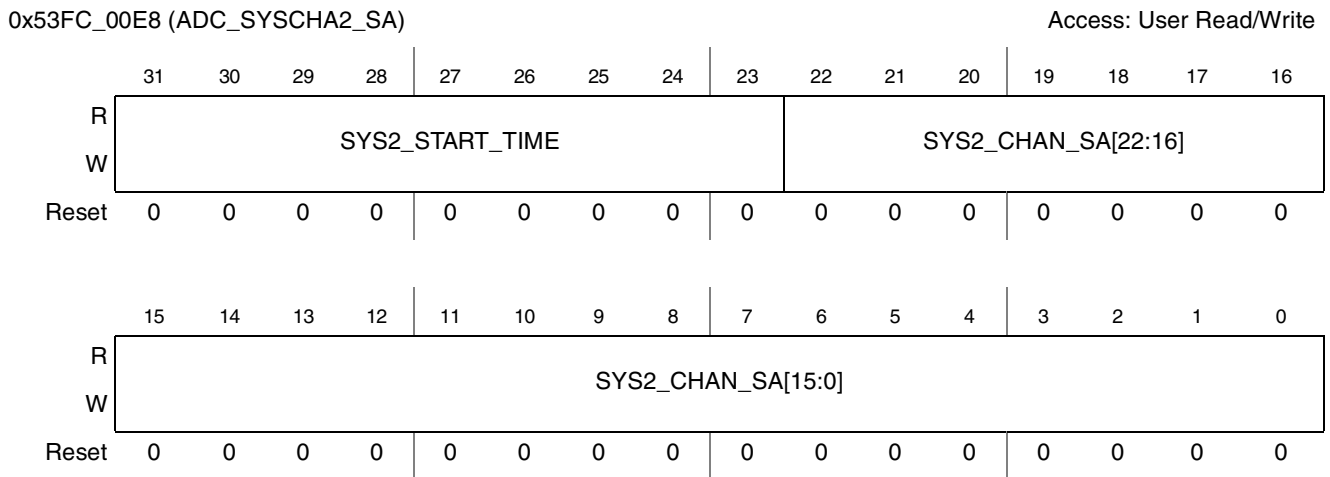 0x53FC_00E8 (ADC_SYSCHA2_SA) Access: User Read/Write
31 30 29 28 27 26 25 24 23 22 21 20 19 18 17 16
R
SYS2_START_TIME SYS2_CHAN_SA[22:16]
W
Reset 0 0 0 0 0 0 0 0 0 0 0 0 0 0 0 0
15 14 13 12 11 10 9 8 7 6 5 4 3 2 1 0
R
SYS2_CHAN_SA[15:0]
W
Reset 0 0 0 0 0 0 0 0 0 0 0 0 0 0 0 0